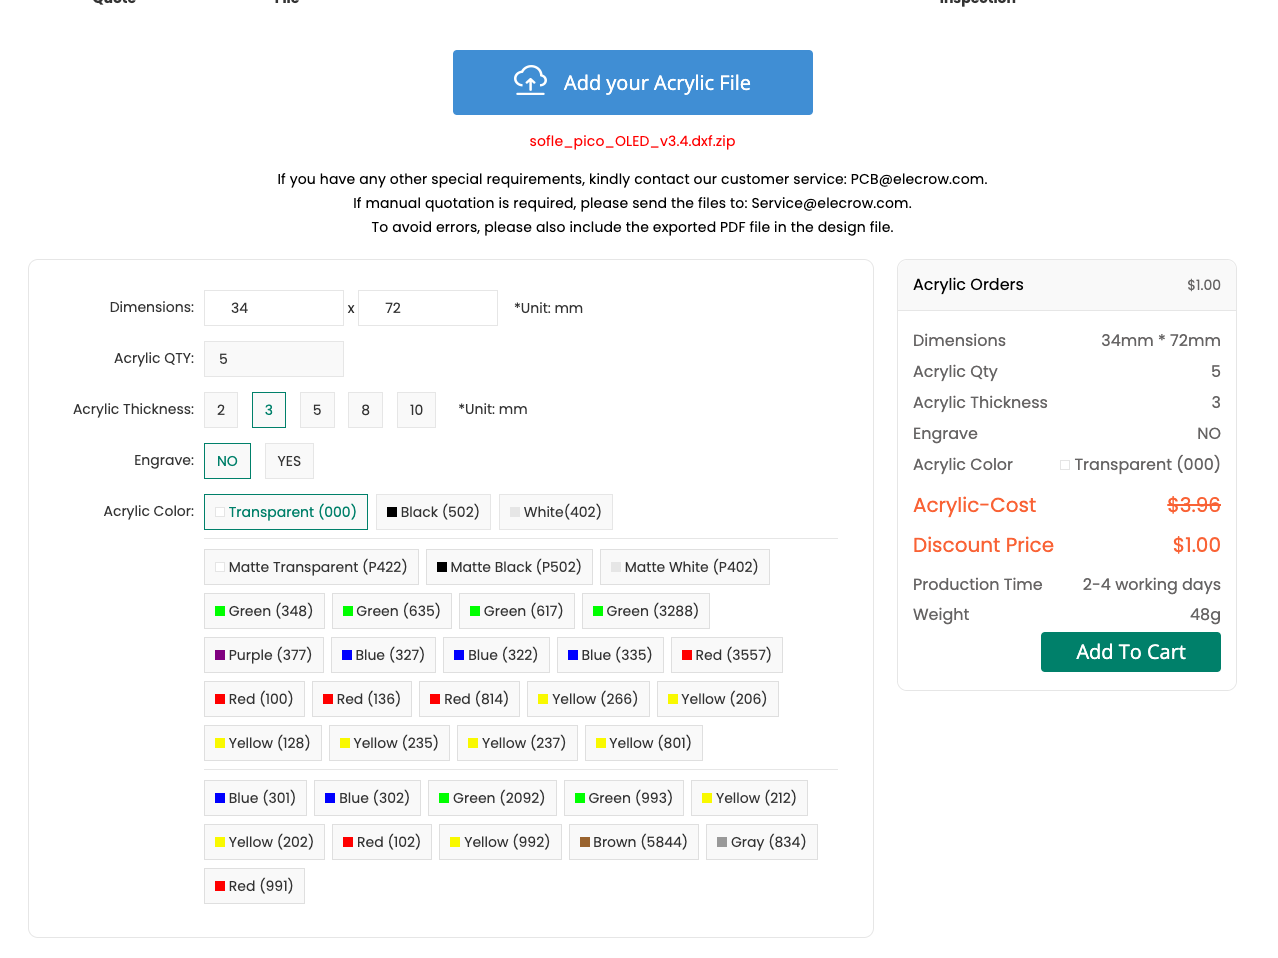 Quote File Inspection
Add your Acrylic File
sofle_pico_OLED_v3.4.dxf.zip
If you have any other special requirements, kindly contact our customer service: PCB@elecrow.com.
If manual quotation is required, please send the files to: Service@elecrow.com.
To avoid errors, please also include the exported PDF file in the design file.
Dimensions: 34 x 72 *Unit: mm
Acrylic QTY: 5
Acrylic Thickness: 2 3 5 8 10 *Unit: mm
Engrave: NO YES
Acrylic Color: Transparent (000) Black (502) White(402)
Matte Transparent (P422) Matte Black (P502) Matte White (P402)
Green (348) Green (635) Green (617) Green (3288)
Purple (377) Blue (327) Blue (322) Blue (335) Red (3557)
Red (100) Red (136) Red (814) Yellow (266) Yellow (206)
Yellow (128) Yellow (235) Yellow (237) Yellow (801)
Blue (301) Blue (302) Green (2092) Green (993) Yellow (212)
Yellow (202) Red (102) Yellow (992) Brown (5844) Gray (834)
Red (991)
Acrylic Orders $1.00
Dimensions 34mm * 72mm
Acrylic Qty 5
Acrylic Thickness 3
Engrave NO
Acrylic Color Transparent (000)
Acrylic-Cost $3.96
Discount Price $1.00
Production Time 2-4 working days
Weight 48g
Add To Cart